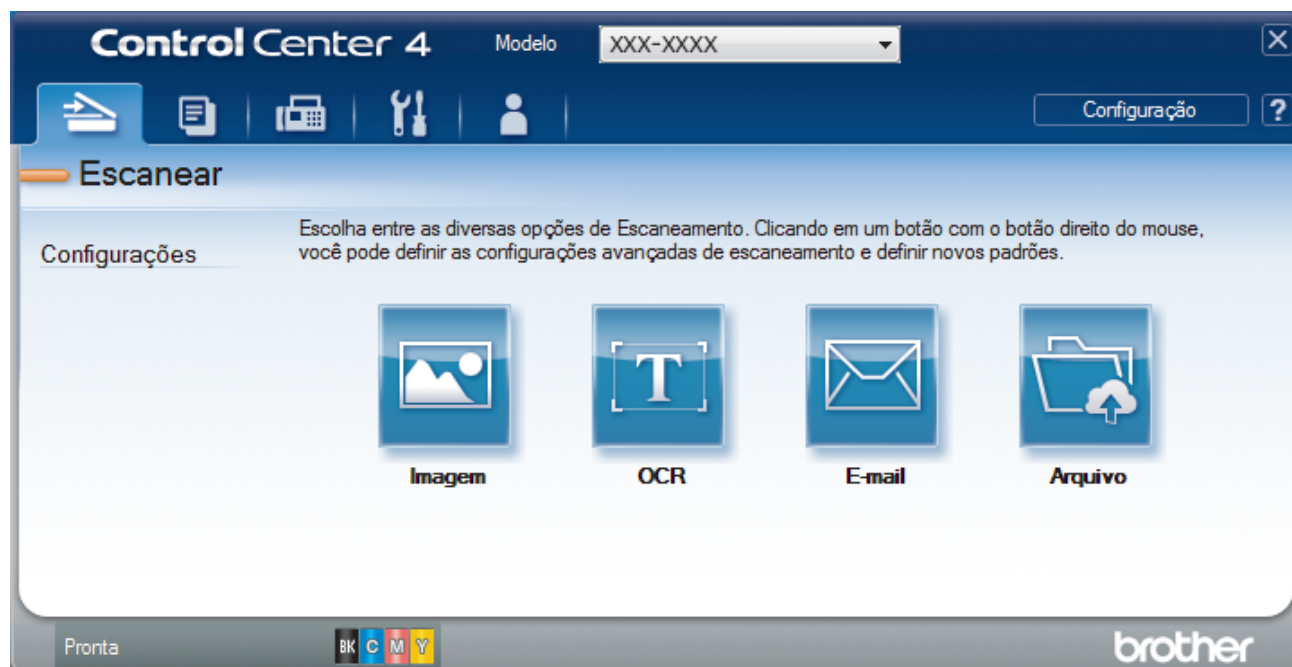 ControlCenter 4 Modelo XXX-XXXX
Configuração ?
Escanear
Configurações
Escolha entre as diversas opções de Escaneamento. Clicando em um botão com o botão direito do mouse,
você pode definir as configurações avançadas de escaneamento e definir novos padrões.
T
Imagem OCR E-mail Arquivo
Pronta BK C M Y brother